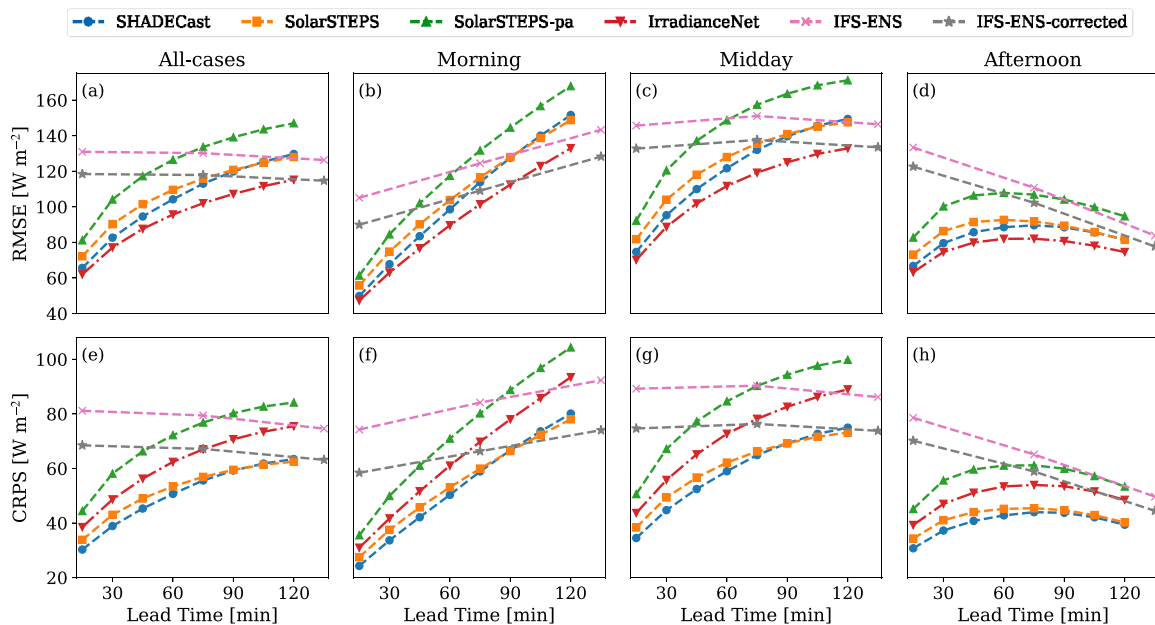 SHADECast SolarSTEPS SolarSTEPS-pa IrradianceNet IFS-ENS IFS-ENS-corrected
All-cases Morning Midday Afternoon
(a) (b) (c) (d)
RMSE [W m⁻²]
160
140
120
100
80
60
40
(e) (f) (g) (h)
CRPS [W m⁻²]
100
80
60
40
20
30 60 90 120 30 60 90 120 30 60 90 120 30 60 90 120
Lead Time [min] Lead Time [min] Lead Time [min] Lead Time [min]